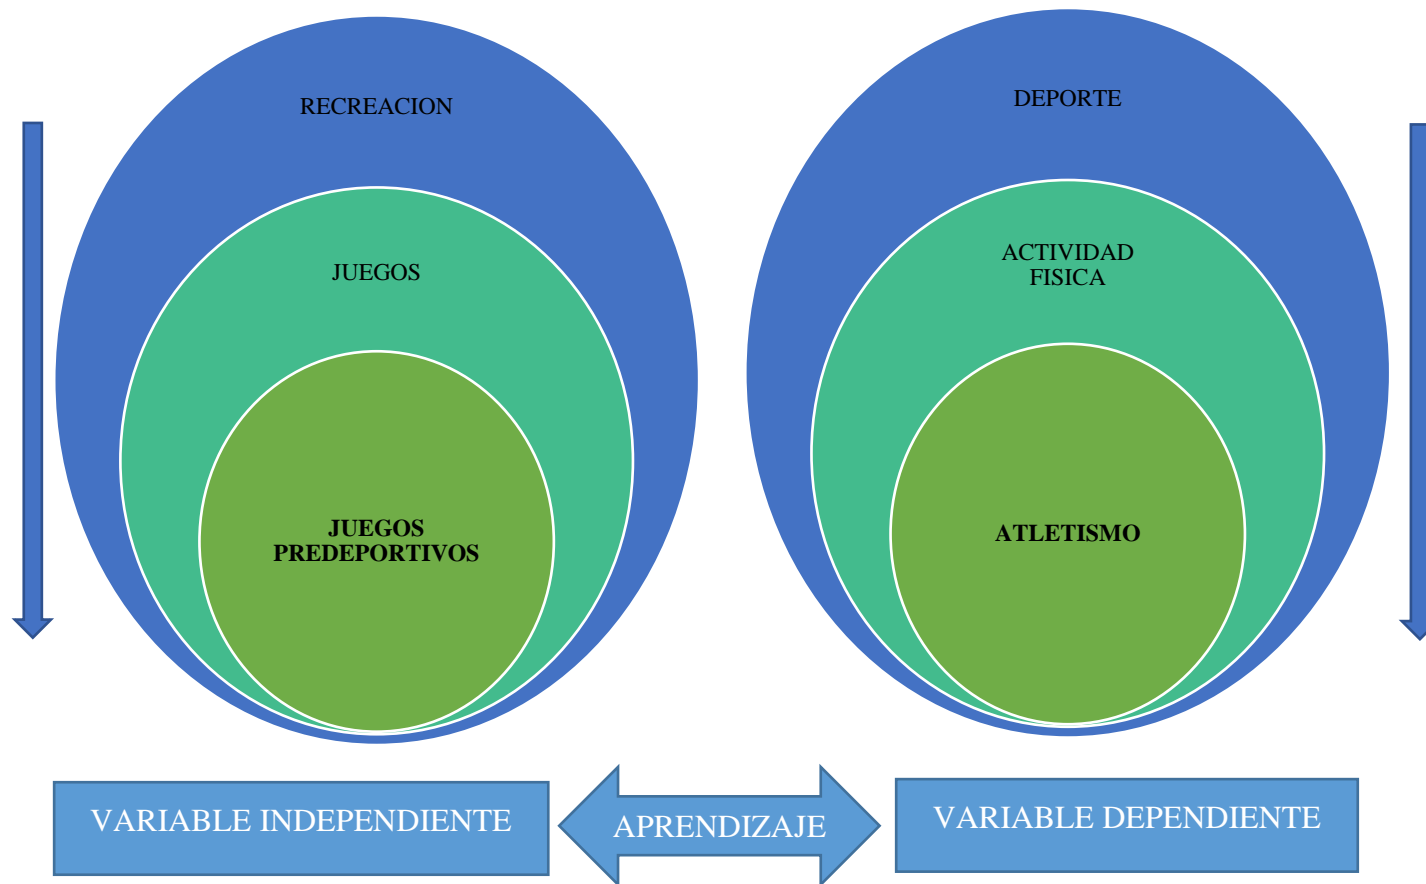 RECREACION
JUEGOS
JUEGOS
PREDEPORTIVOS
DEPORTE
ACTIVIDAD
FISICA
ATLETISMO
VARIABLE INDEPENDIENTE
APRENDIZAJE
VARIABLE DEPENDIENTE